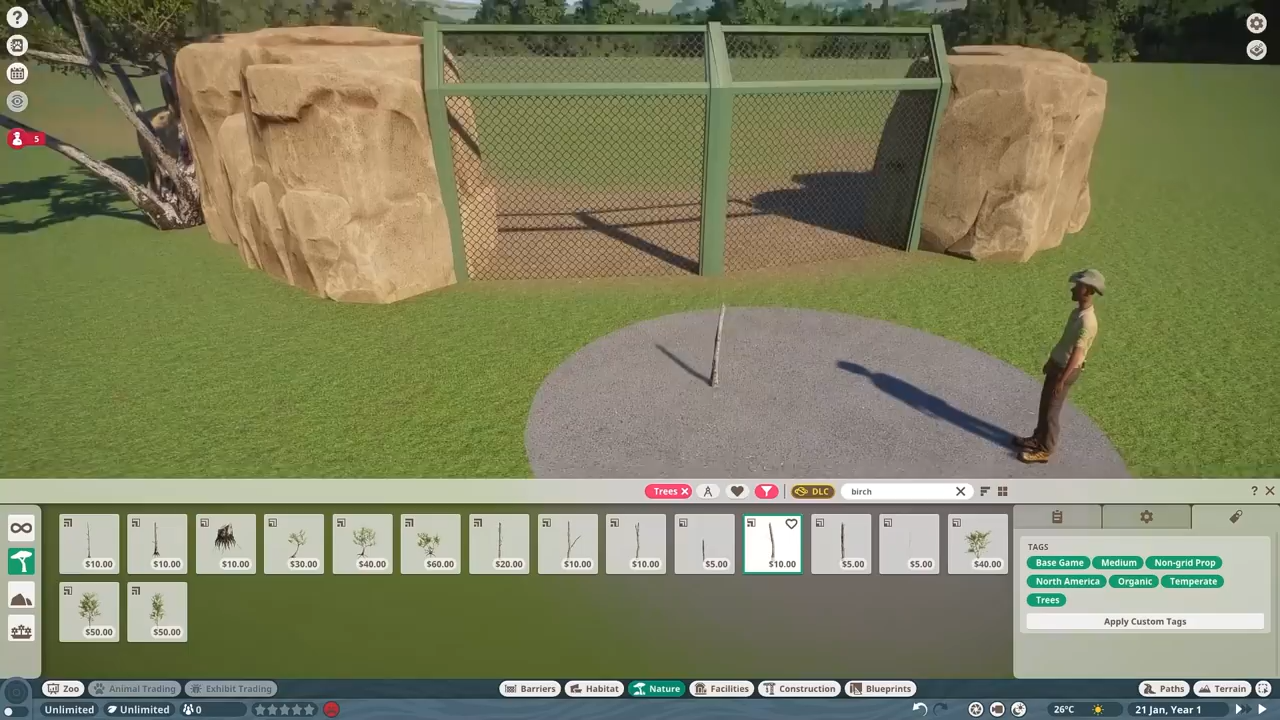 ?
5
Trees ✕
DLC
birch
? ✕
$10.00 $10.00 $10.00 $30.00 $40.00 $60.00 $20.00 $10.00 $10.00 $5.00 $10.00 $5.00 $5.00 $40.00
$50.00 $50.00
TAGS
Base Game Medium Non-grid Prop
North America Organic Temperate
Trees
Apply Custom Tags
Zoo Animal Trading Exhibit Trading Barriers Habitat Nature Facilities Construction Blueprints Paths Terrain
Unlimited Unlimited 0 26°C 21 Jan, Year 1